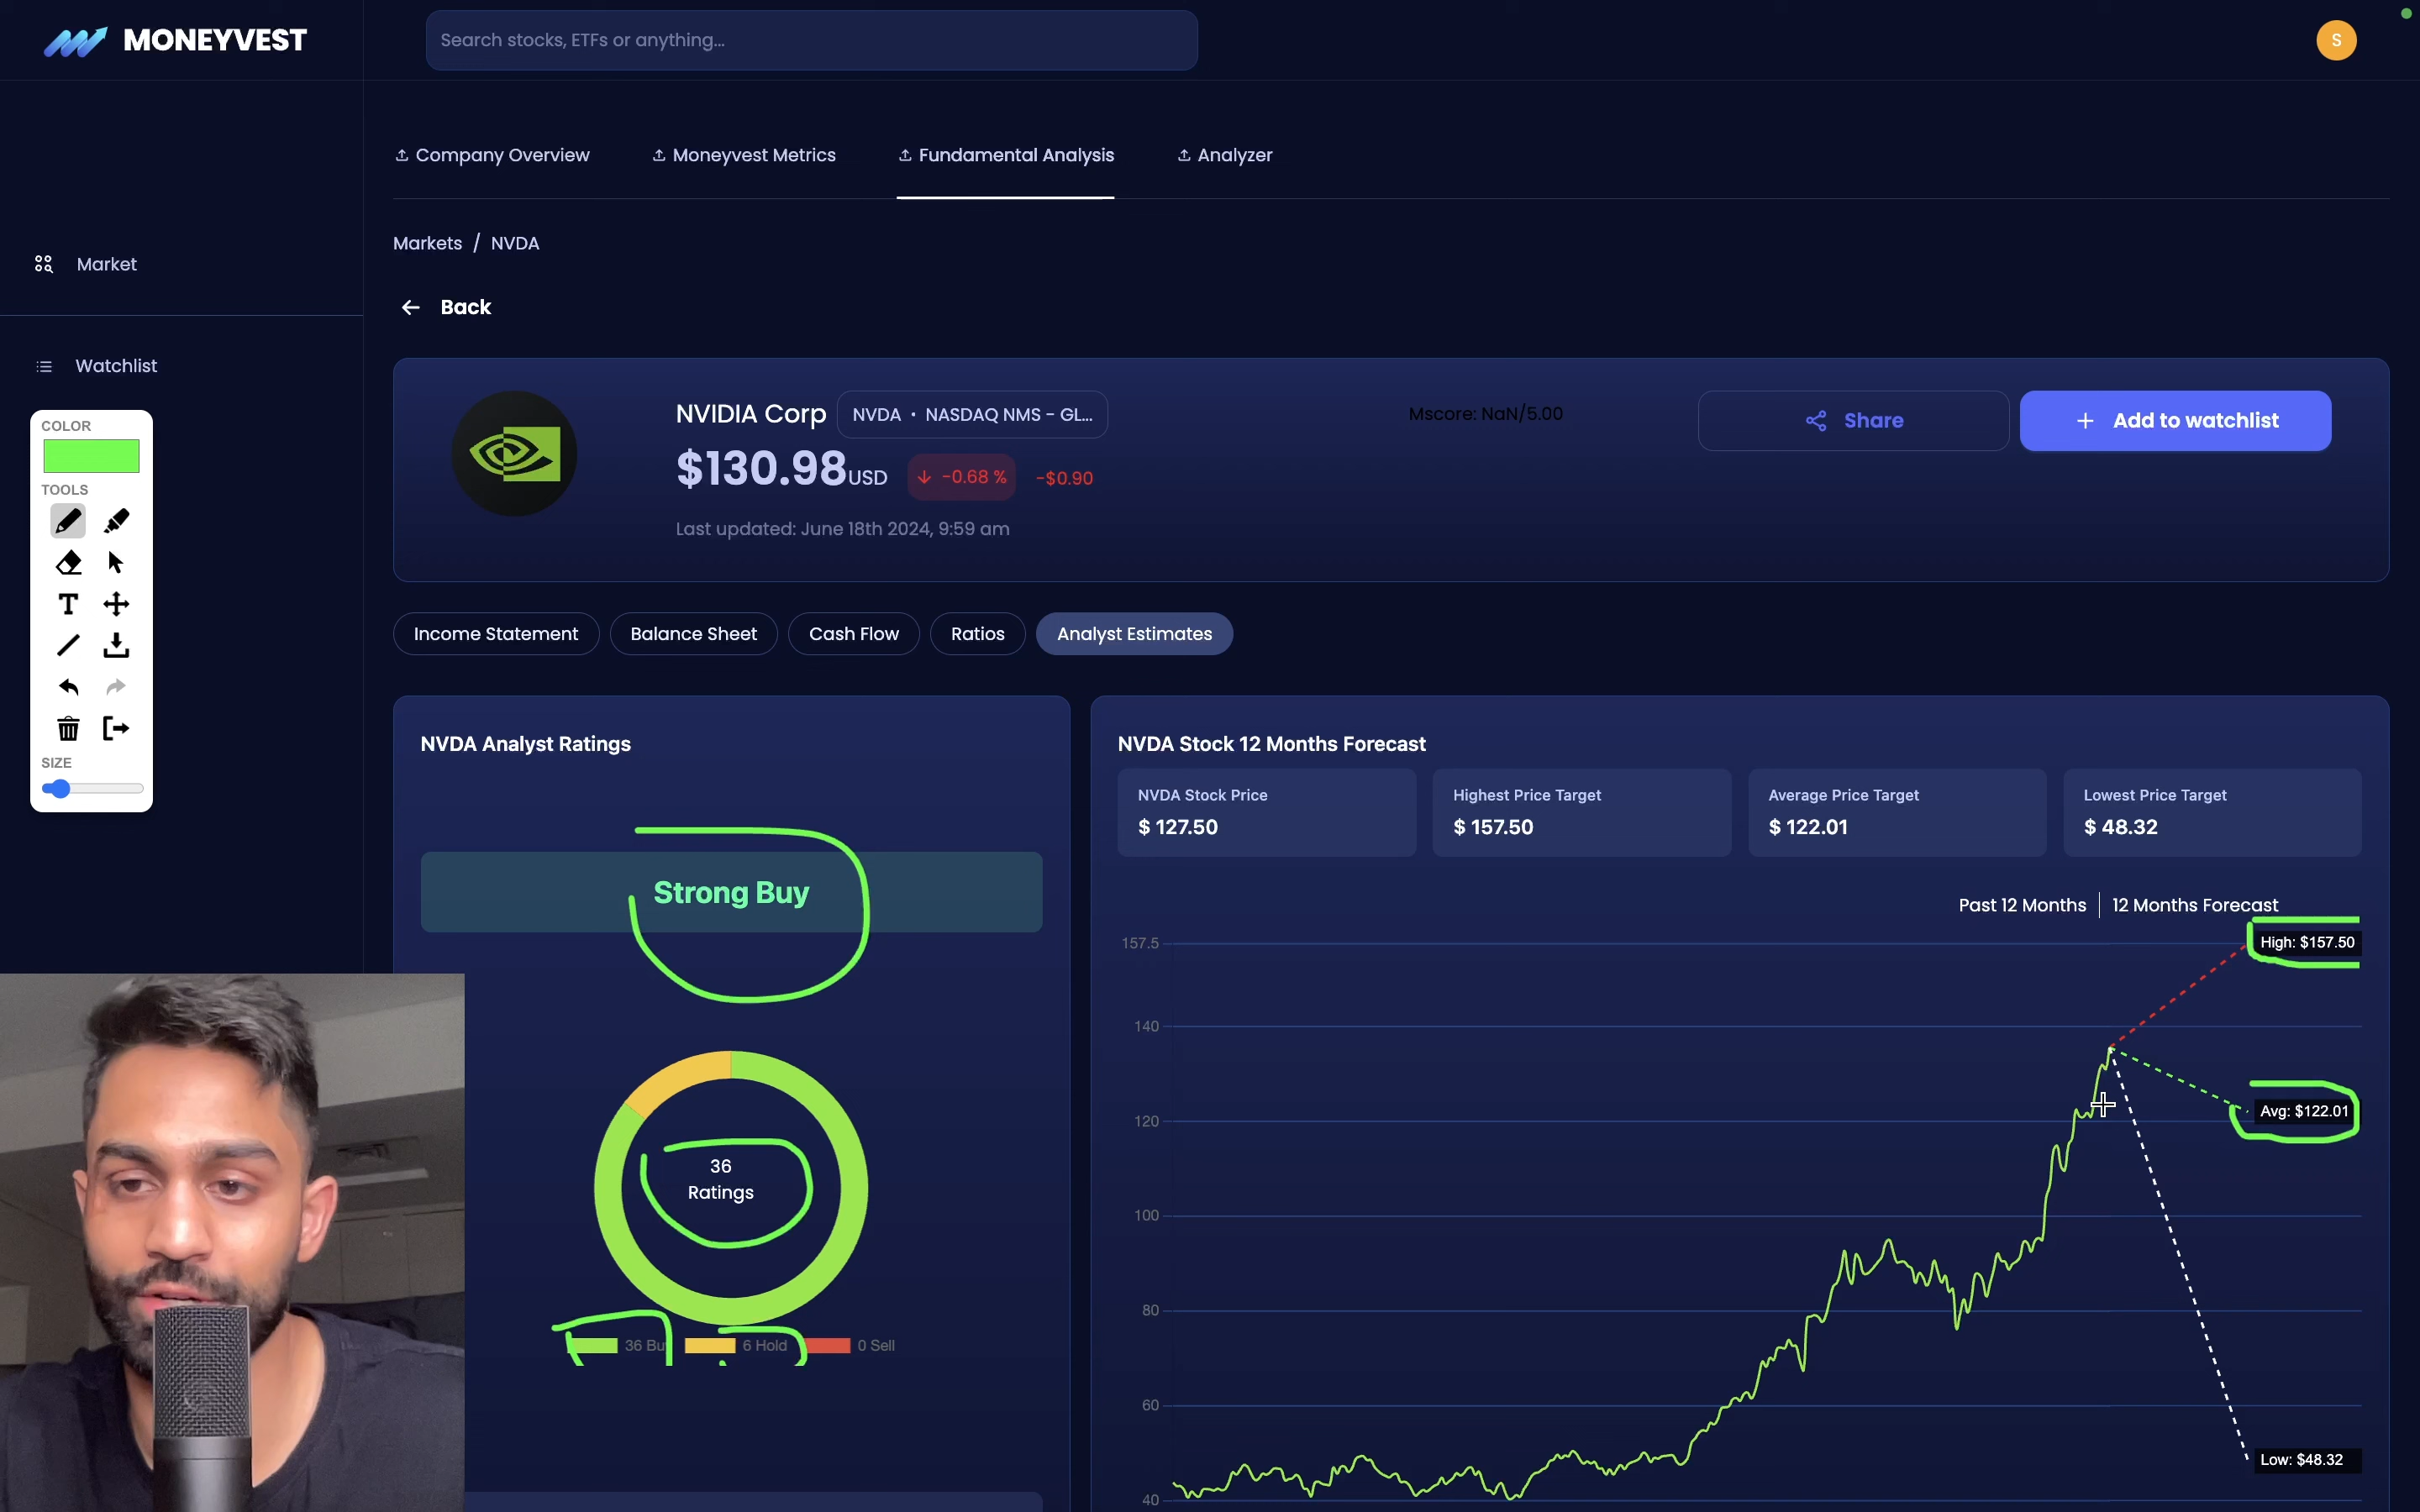 MONEYVEST
Search stocks, ETFs or anything...
S
Company Overview
Moneyvest Metrics
Fundamental Analysis
Analyzer
Markets / NVDA
Market
Back
Watchlist
COLOR
TOOLS
SIZE
NVIDIA Corp
NVDA • NASDAQ NMS - GL...
Mscore: NaN/5.00
Share
+ Add to watchlist
$130.98USD
-0.68 %
-$0.90
Last updated: June 18th 2024, 9:59 am
Income Statement
Balance Sheet
Cash Flow
Ratios
Analyst Estimates
NVDA Analyst Ratings
Strong Buy
36
Ratings
36 Bu
6 Hold
0 Sell
NVDA Stock 12 Months Forecast
NVDA Stock Price
$ 127.50
Highest Price Target
$ 157.50
Average Price Target
$ 122.01
Lowest Price Target
$ 48.32
Past 12 Months
12 Months Forecast
157.5
High: $157.50
140
120
Avg: $122.01
100
80
60
Low: $48.32
40